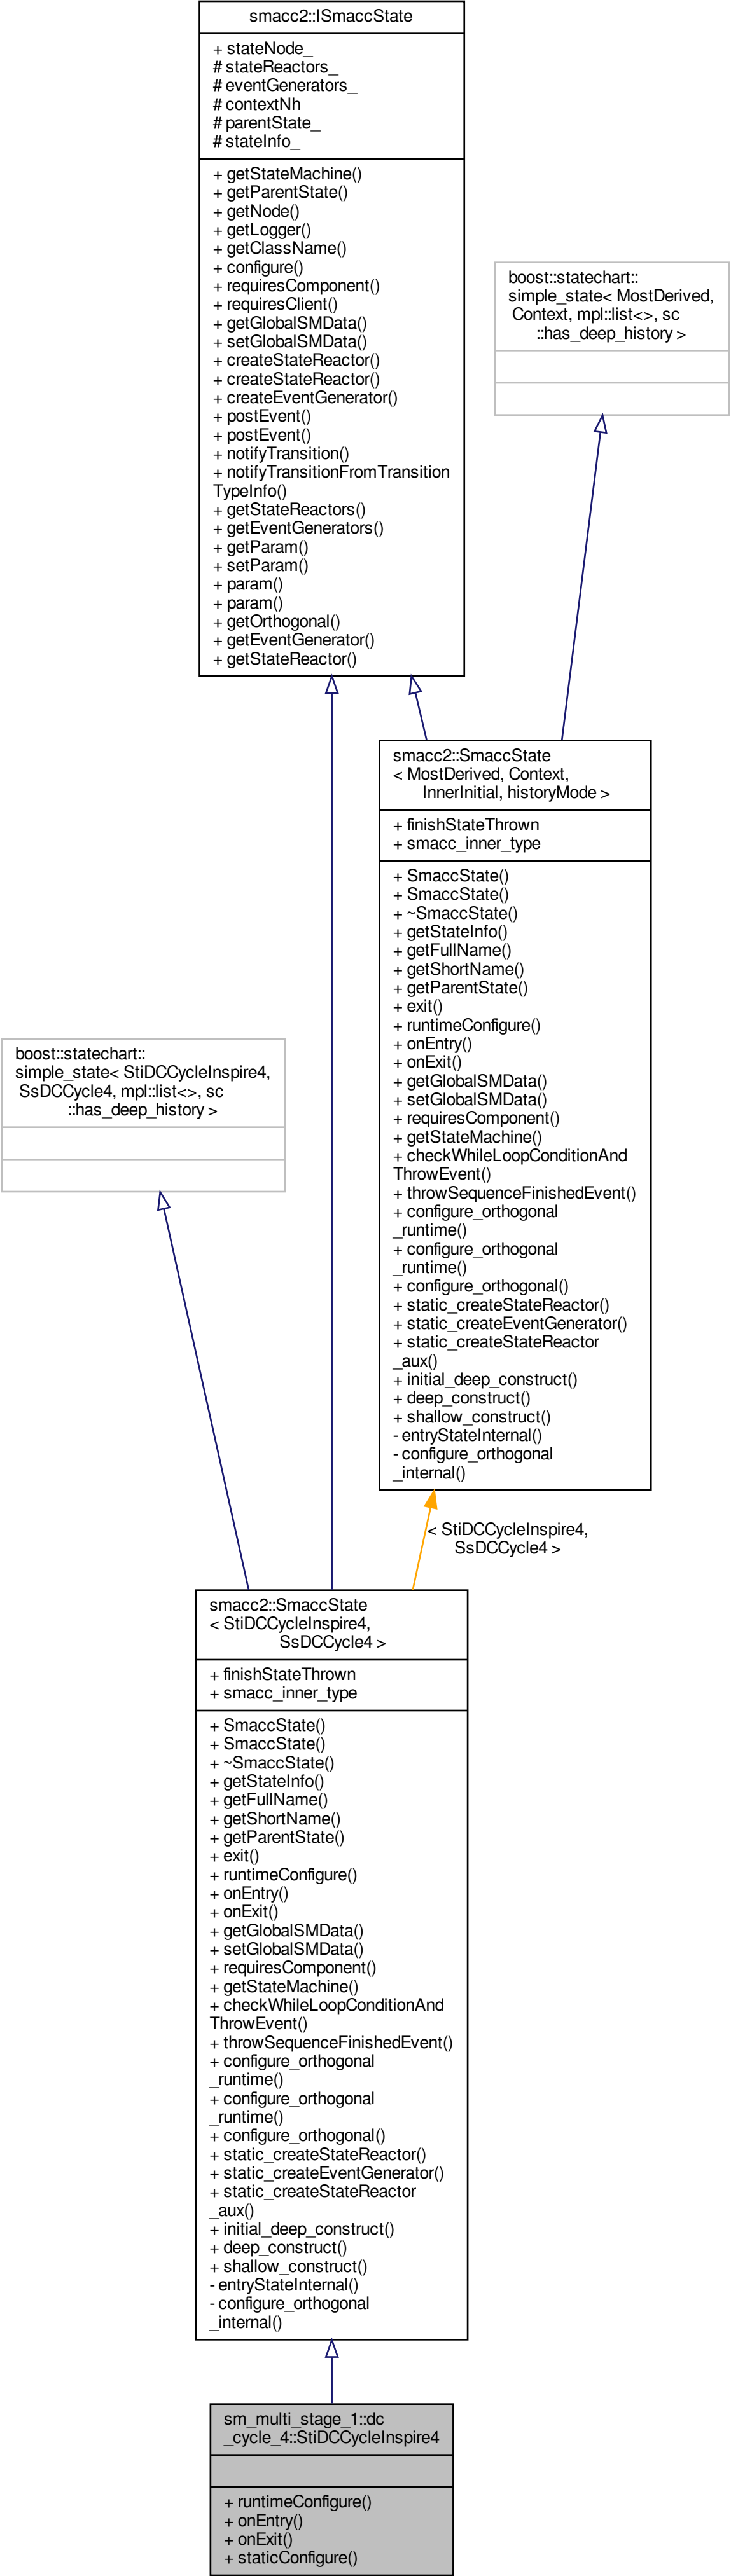 smacc2::ISmaccState
+ stateNode_
# stateReactors_
# eventGenerators_
# contextNh
# parentState_
# stateInfo_
+ getStateMachine()
+ getParentState()
+ getNode()
+ getLogger()
+ getClassName()
+ configure()
+ requiresComponent()
+ requiresClient()
+ getGlobalSMData()
+ setGlobalSMData()
+ createStateReactor()
+ createStateReactor()
+ createEventGenerator()
+ postEvent()
+ postEvent()
+ notifyTransition()
+ notifyTransitionFromTransition
TypeInfo()
+ getStateReactors()
+ getEventGenerators()
+ getParam()
+ setParam()
+ param()
+ param()
+ getOrthogonal()
+ getEventGenerator()
+ getStateReactor()
boost::statechart::
simple_state< MostDerived,
Context, mpl::list<>, sc
::has_deep_history >
smacc2::SmaccState
< MostDerived, Context,
InnerInitial, historyMode >
+ finishStateThrown
+ smacc_inner_type
+ SmaccState()
+ SmaccState()
+ ~SmaccState()
+ getStateInfo()
+ getFullName()
+ getShortName()
+ getParentState()
+ exit()
+ runtimeConfigure()
+ onEntry()
+ onExit()
+ getGlobalSMData()
+ setGlobalSMData()
+ requiresComponent()
+ getStateMachine()
+ checkWhileLoopConditionAnd
ThrowEvent()
+ throwSequenceFinishedEvent()
+ configure_orthogonal
_runtime()
+ configure_orthogonal
_runtime()
+ configure_orthogonal()
+ static_createStateReactor()
+ static_createEventGenerator()
+ static_createStateReactor
_aux()
+ initial_deep_construct()
+ deep_construct()
+ shallow_construct()
- entryStateInternal()
- configure_orthogonal
_internal()
boost::statechart::
simple_state< StiDCCycleInspire4,
SsDCCycle4, mpl::list<>, sc
::has_deep_history >
< StiDCCycleInspire4,
SsDCCycle4 >
smacc2::SmaccState
< StiDCCycleInspire4,
SsDCCycle4 >
+ finishStateThrown
+ smacc_inner_type
+ SmaccState()
+ SmaccState()
+ ~SmaccState()
+ getStateInfo()
+ getFullName()
+ getShortName()
+ getParentState()
+ exit()
+ runtimeConfigure()
+ onEntry()
+ onExit()
+ getGlobalSMData()
+ setGlobalSMData()
+ requiresComponent()
+ getStateMachine()
+ checkWhileLoopConditionAnd
ThrowEvent()
+ throwSequenceFinishedEvent()
+ configure_orthogonal
_runtime()
+ configure_orthogonal
_runtime()
+ configure_orthogonal()
+ static_createStateReactor()
+ static_createEventGenerator()
+ static_createStateReactor
_aux()
+ initial_deep_construct()
+ deep_construct()
+ shallow_construct()
- entryStateInternal()
- configure_orthogonal
_internal()
sm_multi_stage_1::dc
_cycle_4::StiDCCycleInspire4
+ runtimeConfigure()
+ onEntry()
+ onExit()
+ staticConfigure()